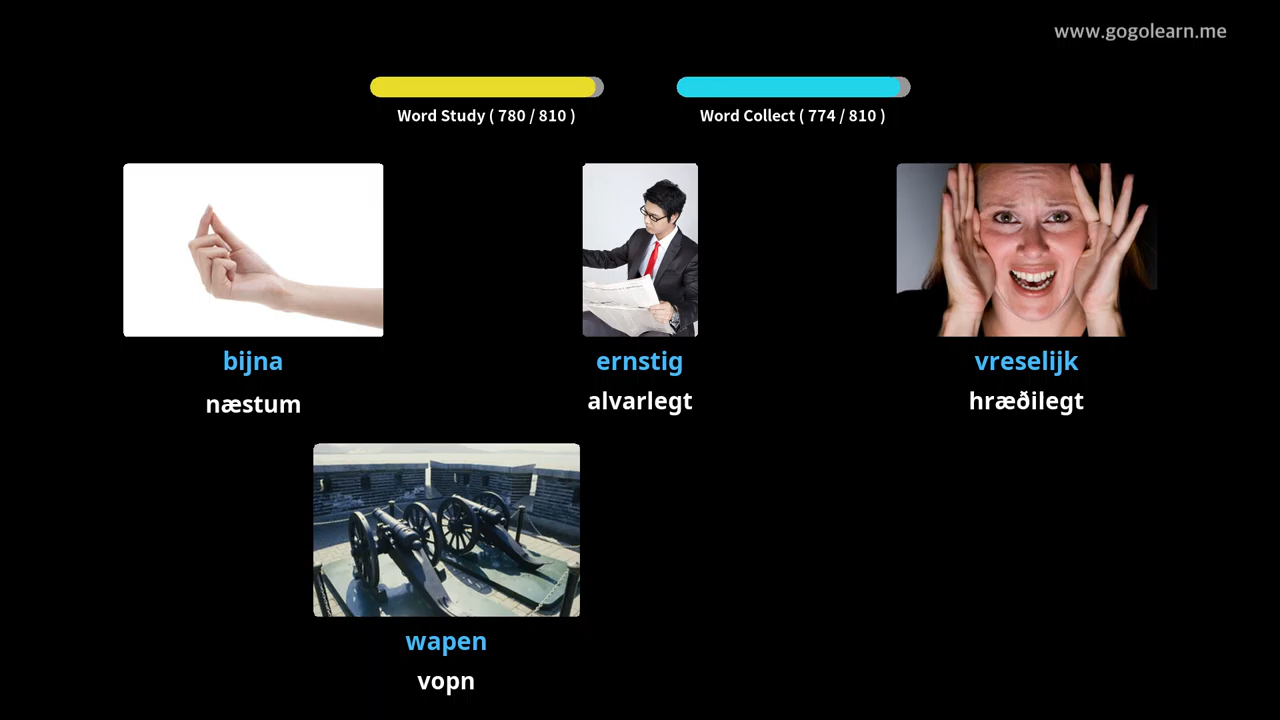 www.gogolearn.me
Word Study ( 780 / 810 )
Word Collect ( 774 / 810 )
bijna
næstum
ernstig
alvarlegt
vreselijk
hræðilegt
wapen
vopn